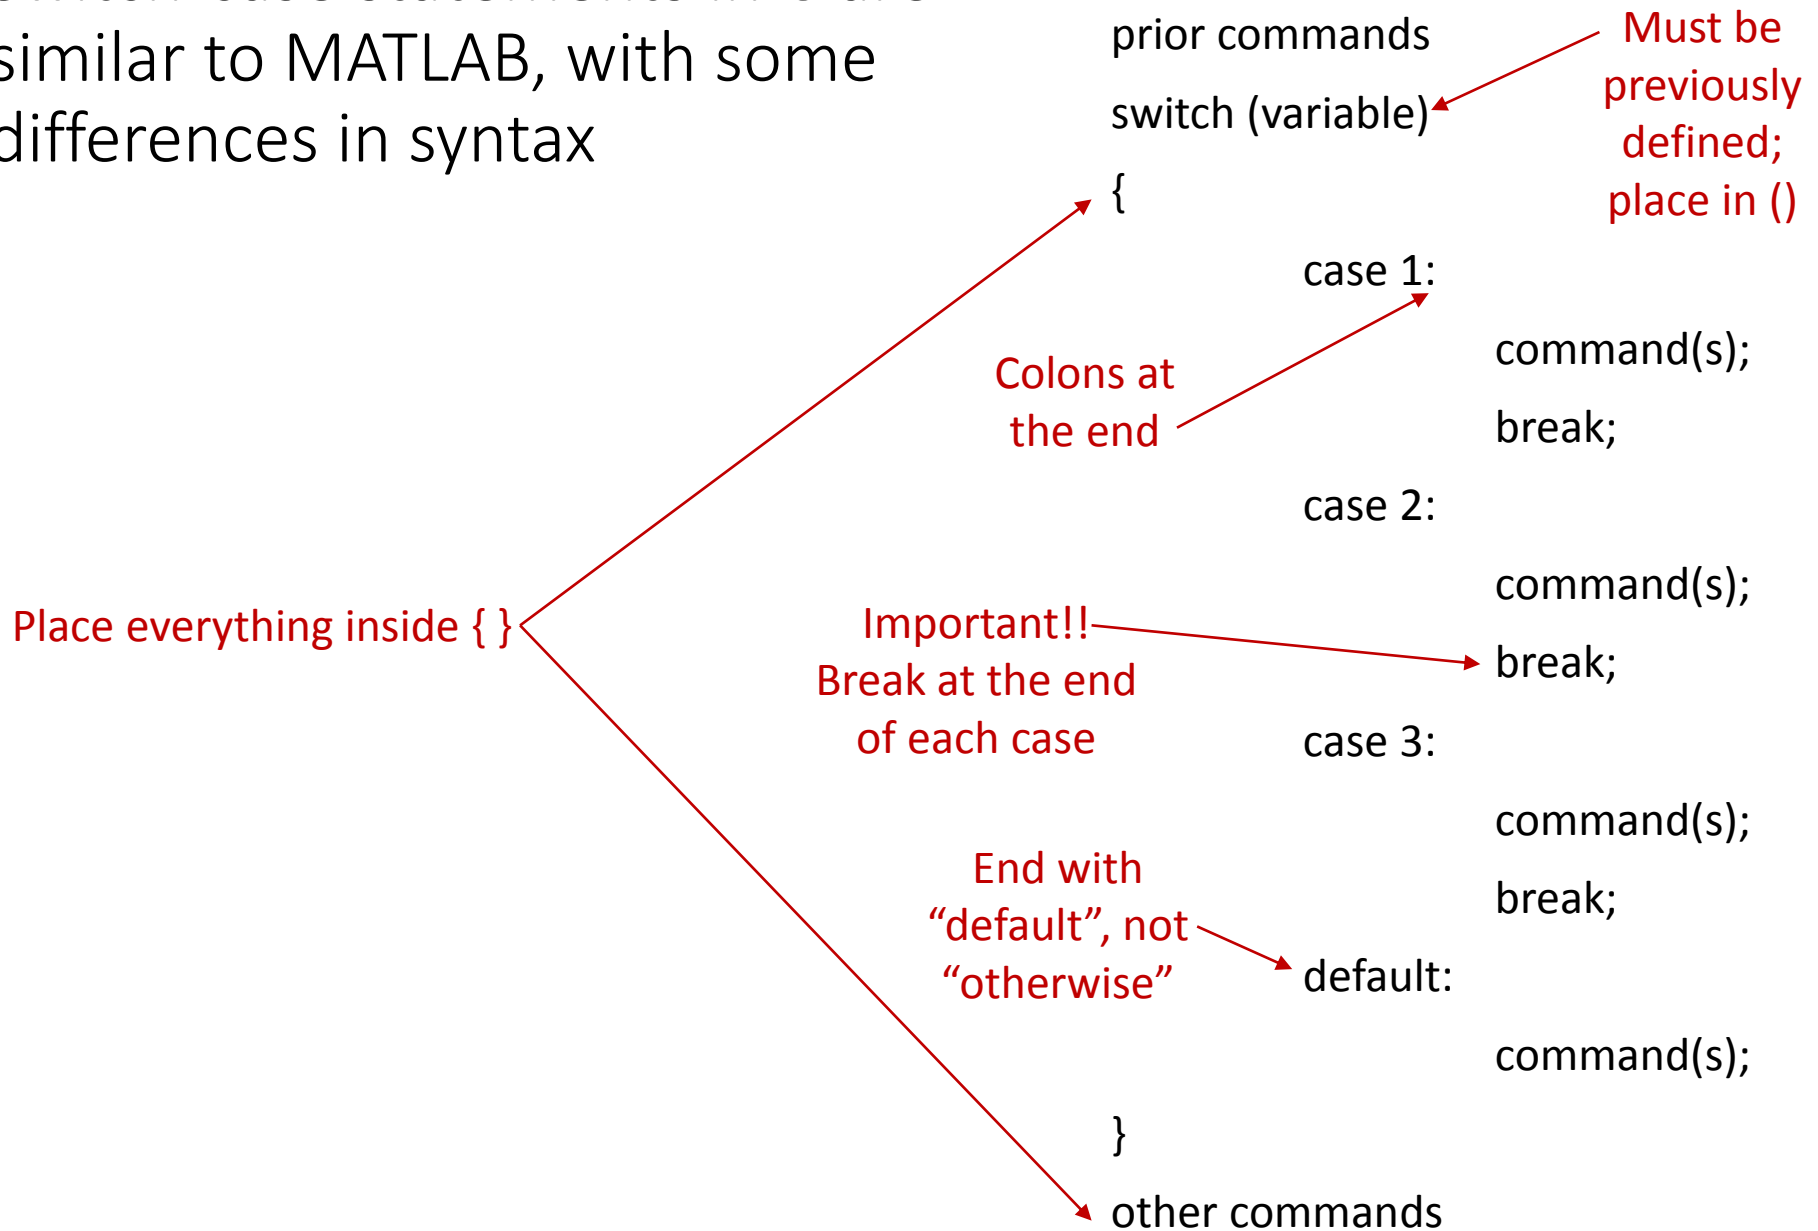 similar to MATLAB, with some
differences in syntax
prior commands
switch (variable)
{
case 1:
command(s);
break;
case 2:
command(s);
break;
case 3:
command(s);
break;
default:
command(s);
}
other commands
Must be
previously
defined;
place in ()
Colons at
the end
Place everything inside { }
Important!!
Break at the end
of each case
End with
“default”, not
“otherwise”